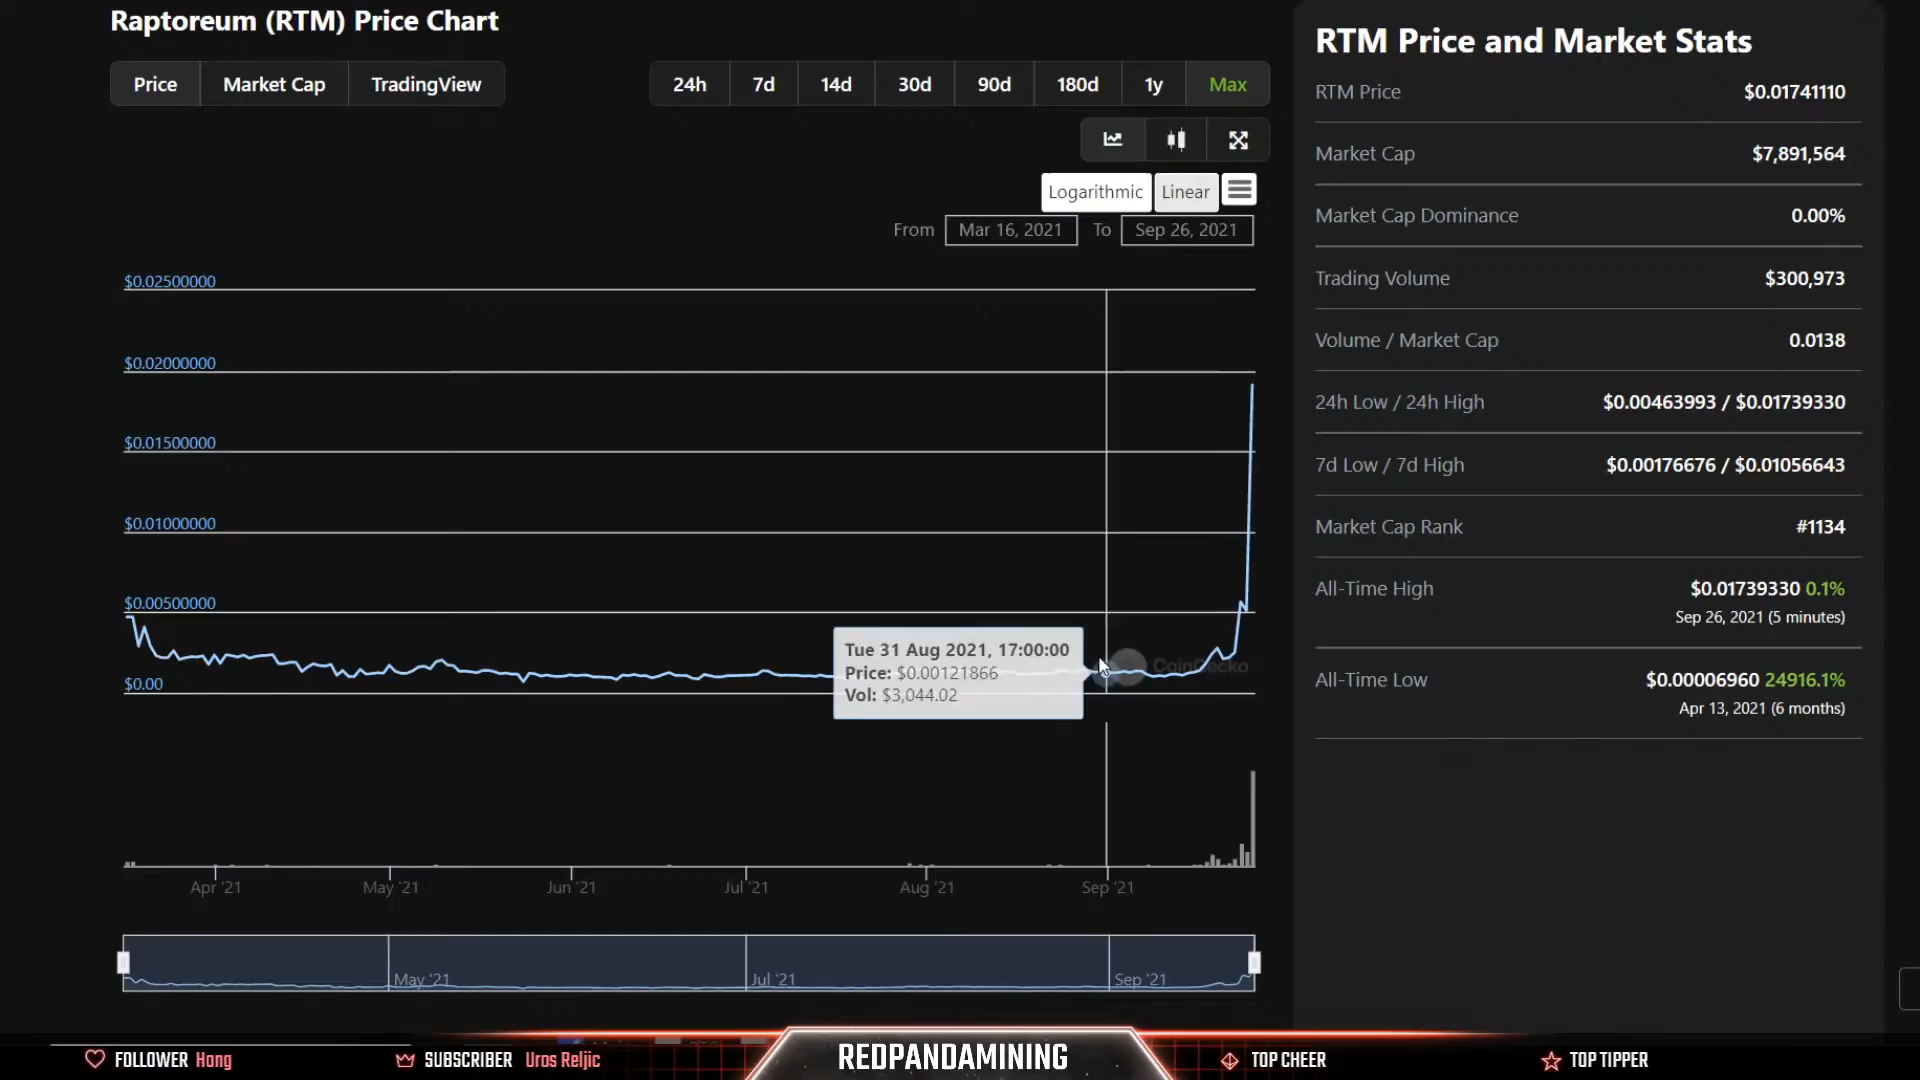 Raptoreum (RTM) Price Chart
Price Market Cap TradingView
24h 7d 14d 30d 90d 180d 1y Max
Logarithmic Linear
From Mar 16, 2021 To Sep 26, 2021
$0.02500000
$0.02000000
$0.01500000
$0.01000000
$0.00500000
$0.00
Tue 31 Aug 2021, 17:00:00
Price: $0.00121866
Vol: $3,044.02
CoinGecko
Apr '21 May '21 Jun '21 Jul '21 Aug '21 Sep '21
May '21 Jul '21 Sep '21
RTM Price and Market Stats
RTM Price $0.01741110
Market Cap $7,891,564
Market Cap Dominance 0.00%
Trading Volume $300,973
Volume / Market Cap 0.0138
24h Low / 24h High $0.00463993 / $0.01739330
7d Low / 7d High $0.00176676 / $0.01056643
Market Cap Rank #1134
All-Time High $0.01739330 0.1%
Sep 26, 2021 (5 minutes)
All-Time Low $0.00006960 24916.1%
Apr 13, 2021 (6 months)
FOLLOWER Hong SUBSCRIBER Uros Reljic REDPANDAMINING TOP CHEER TOP TIPPER